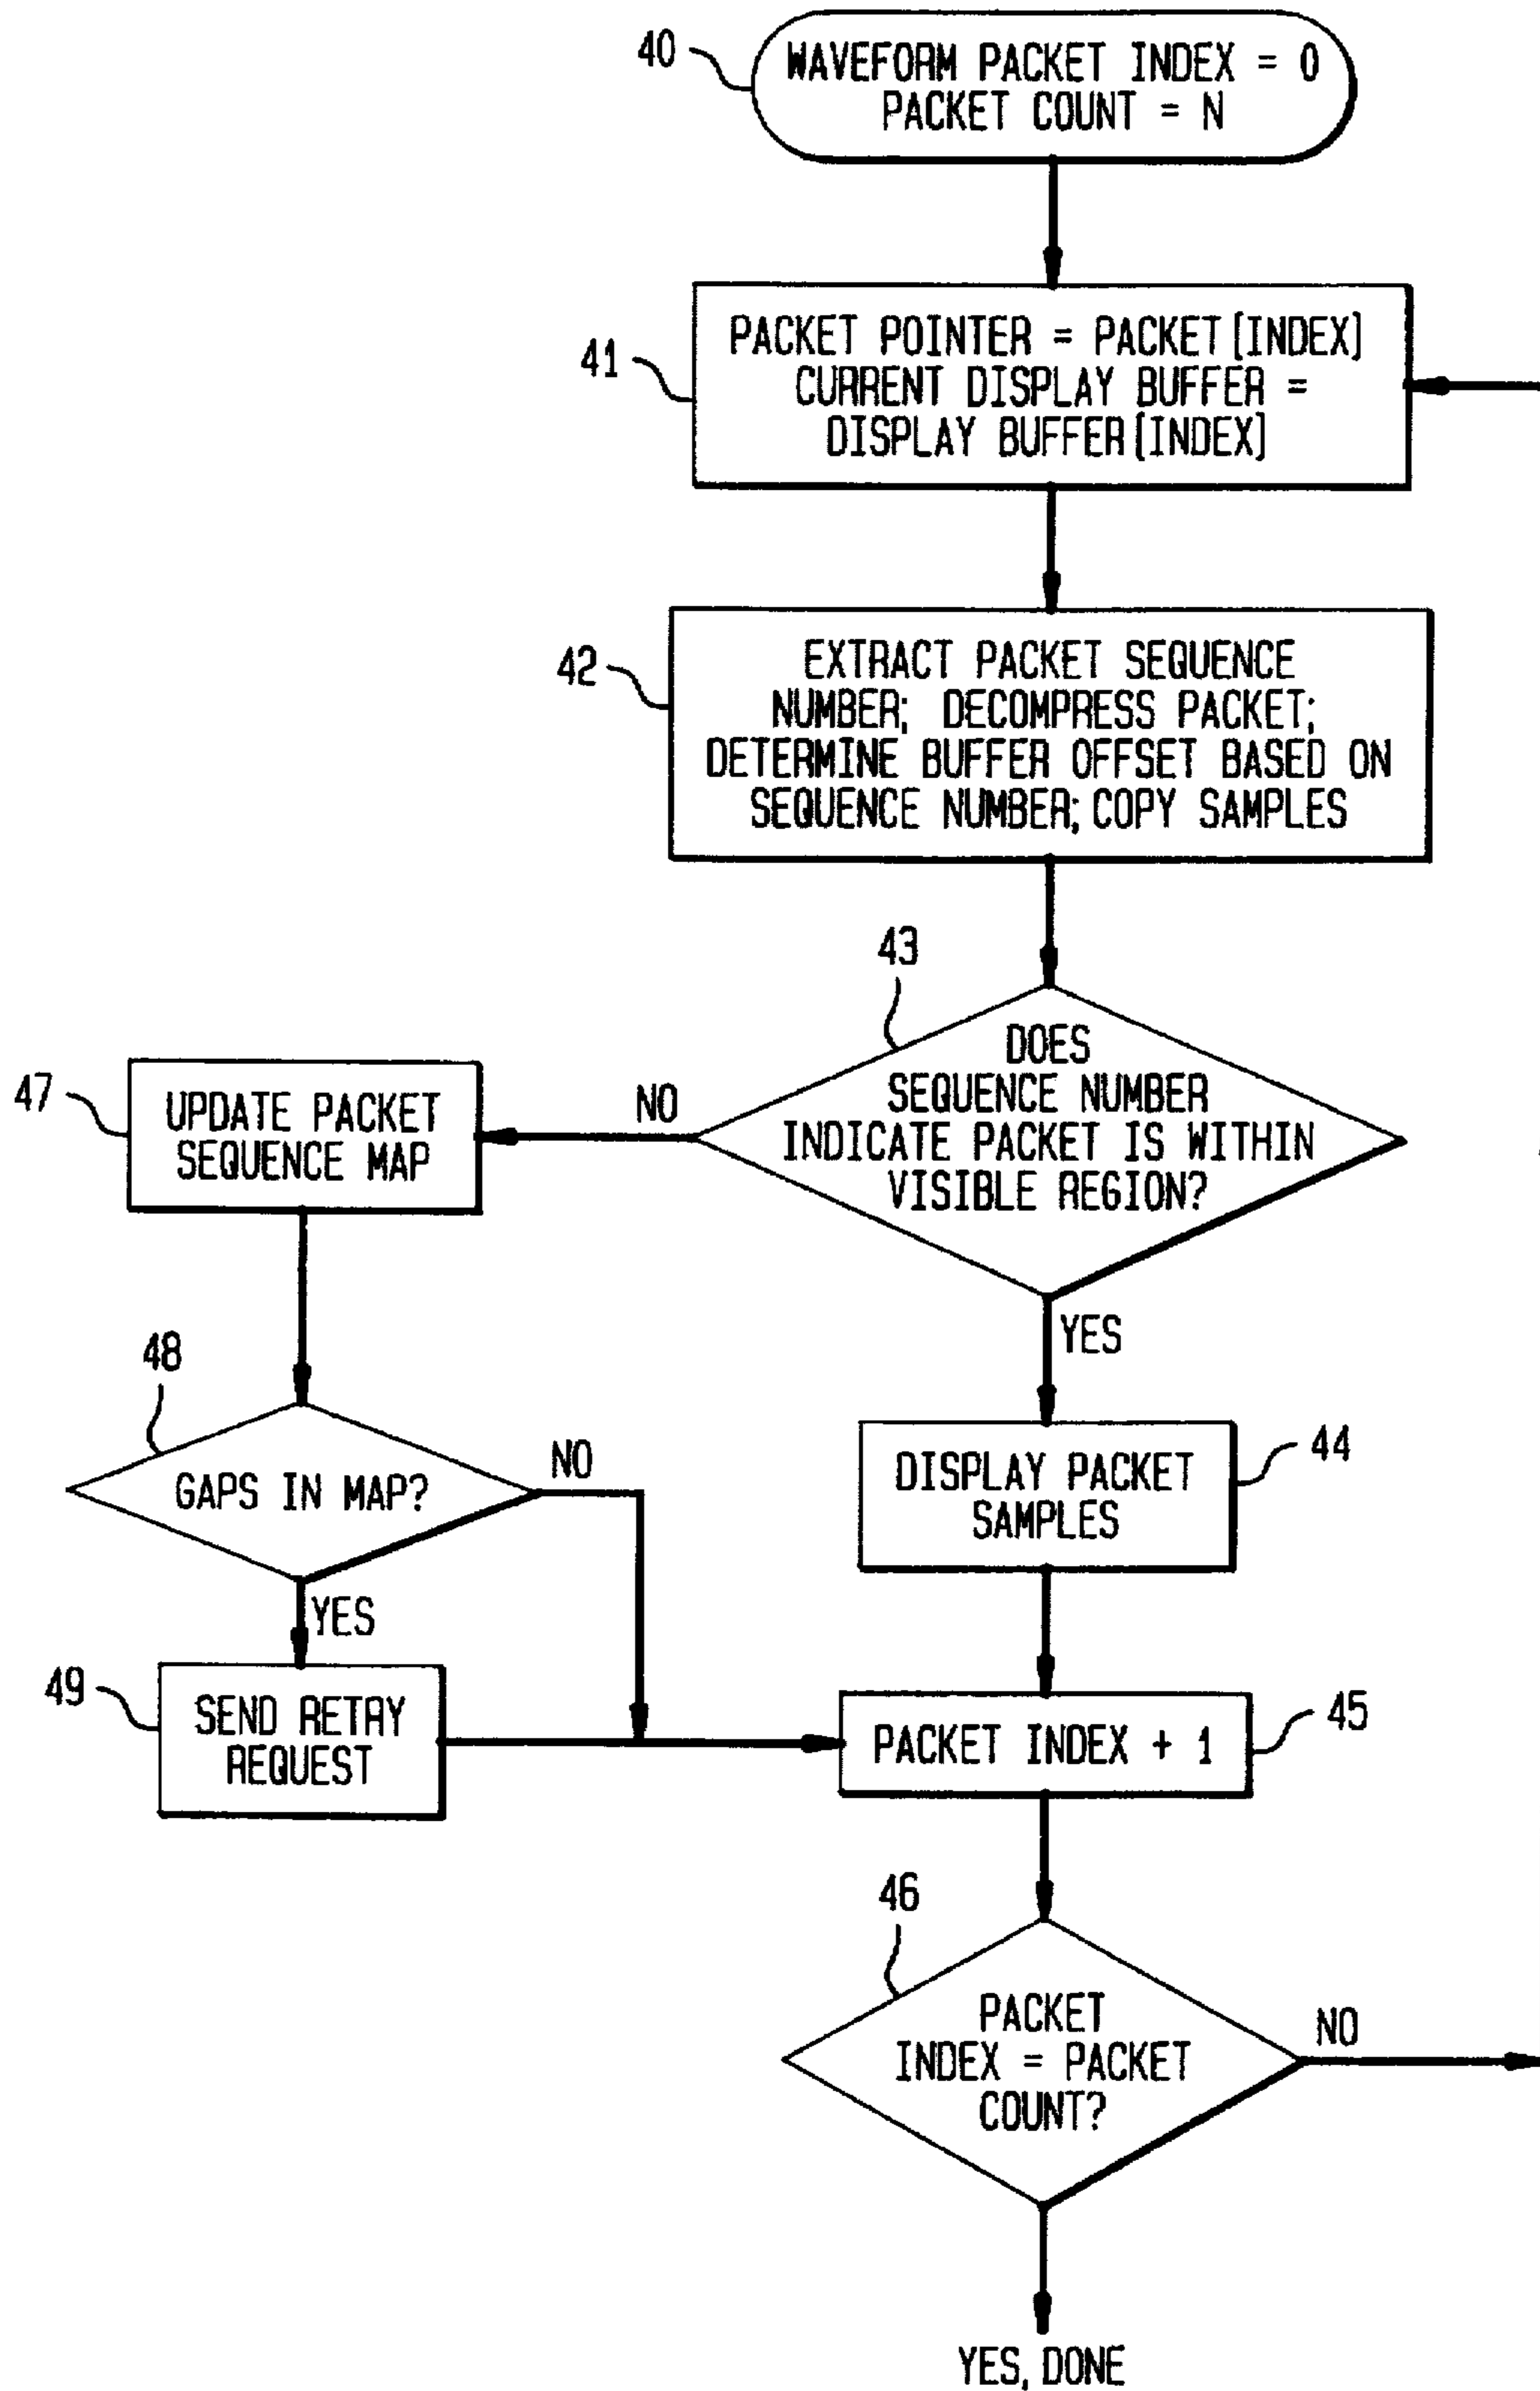 40
WAVEFORM PACKET INDEX = 0
PACKET COUNT = N
41
PACKET POINTER = PACKET[INDEX]
CURRENT DISPLAY BUFFER =
DISPLAY BUFFER[INDEX]
42
EXTRACT PACKET SEQUENCE
NUMBER; DECOMPRESS PACKET;
DETERMINE BUFFER OFFSET BASED ON
SEQUENCE NUMBER; COPY SAMPLES
43
DOES
SEQUENCE NUMBER
INDICATE PACKET IS WITHIN
VISIBLE REGION?
NO
YES
47
UPDATE PACKET
SEQUENCE MAP
48
GAPS IN MAP?
NO
YES
44
DISPLAY PACKET
SAMPLES
49
SEND RETRY
REQUEST
45
PACKET INDEX + 1
46
PACKET
INDEX = PACKET
COUNT?
NO
YES, DONE